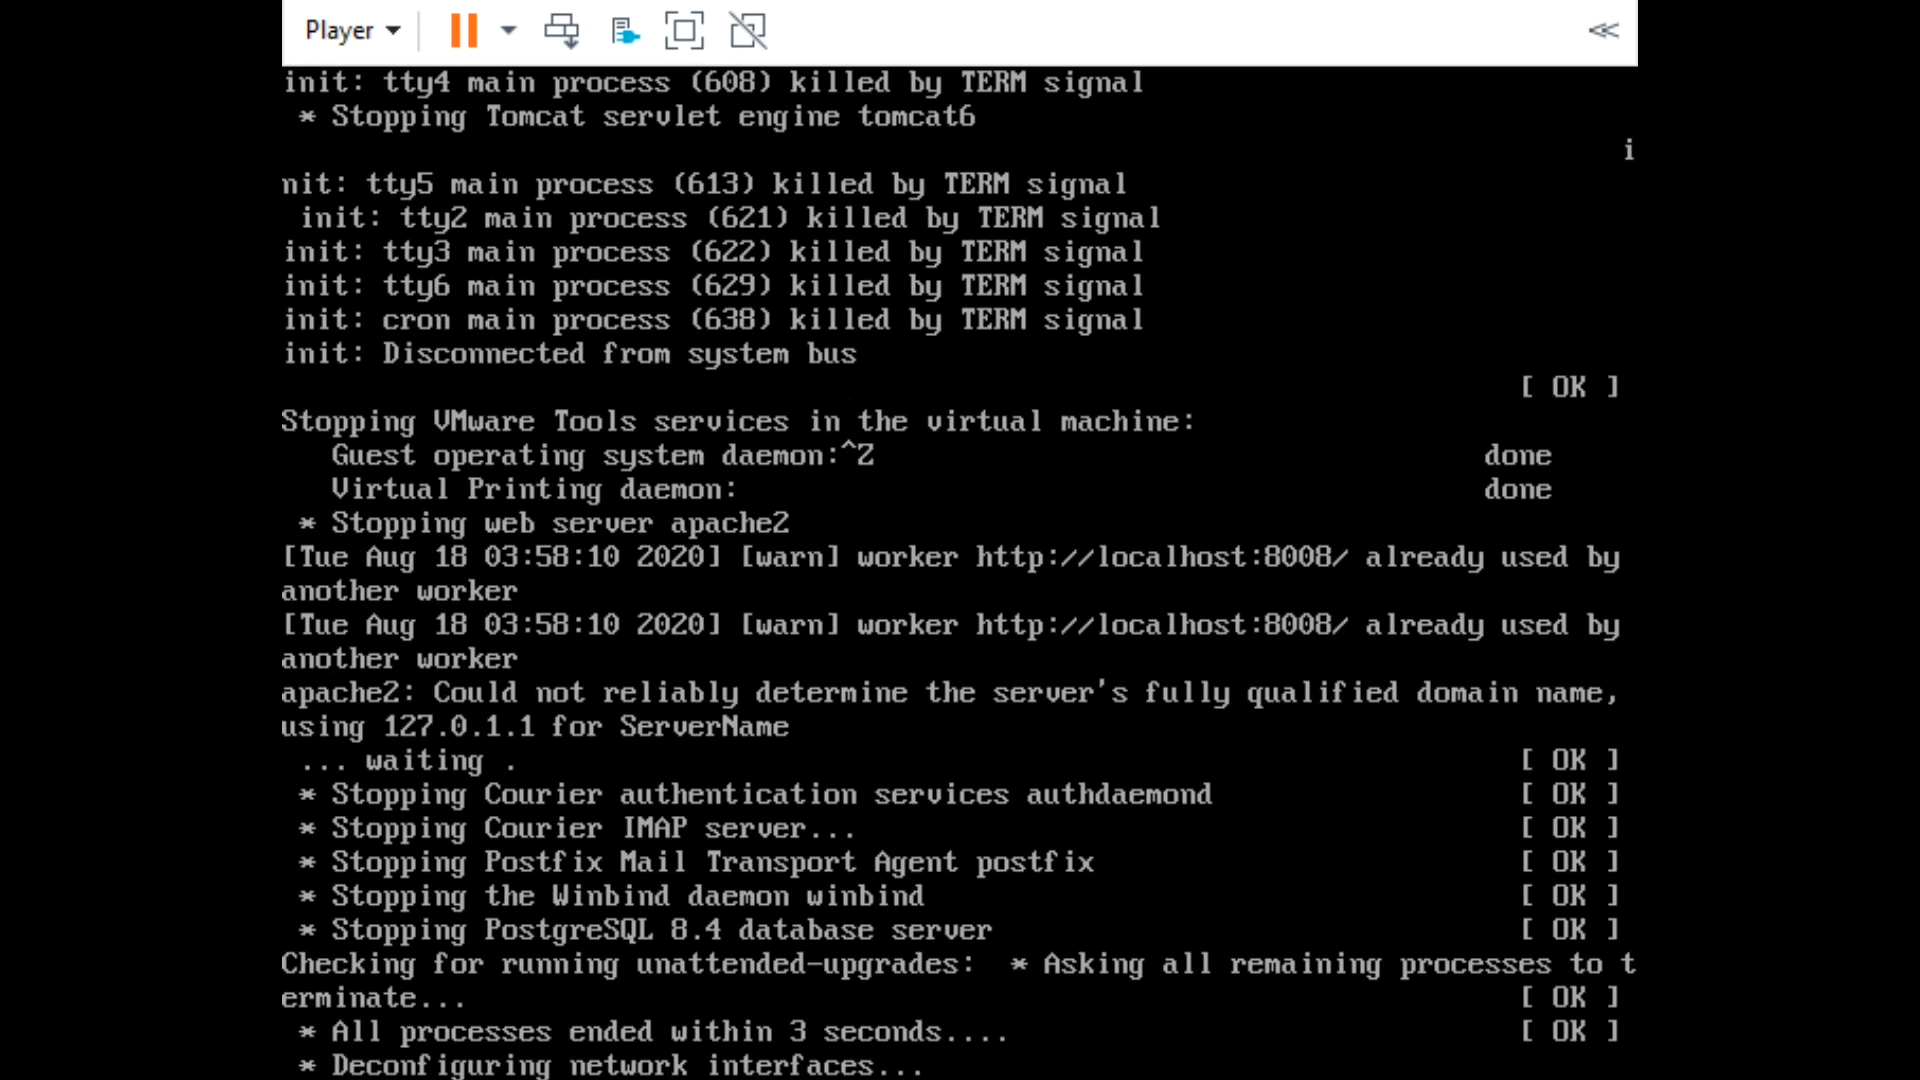 Player
init: tty4 main process (608) killed by TERM signal
* Stopping Tomcat servlet engine tomcat6
i
nit: tty5 main process (613) killed by TERM signal
init: tty2 main process (621) killed by TERM signal
init: tty3 main process (622) killed by TERM signal
init: tty6 main process (629) killed by TERM signal
init: cron main process (638) killed by TERM signal
init: Disconnected from system bus
[ OK ]
Stopping VMware Tools services in the virtual machine:
Guest operating system daemon:^Z done
Virtual Printing daemon: done
* Stopping web server apache2
[Tue Aug 18 03:58:10 2020] [warn] worker http://localhost:8008/ already used by
another worker
[Tue Aug 18 03:58:10 2020] [warn] worker http://localhost:8008/ already used by
another worker
apache2: Could not reliably determine the server's fully qualified domain name,
using 127.0.1.1 for ServerName
... waiting . [ OK ]
* Stopping Courier authentication services authdaemond [ OK ]
* Stopping Courier IMAP server... [ OK ]
* Stopping Postfix Mail Transport Agent postfix [ OK ]
* Stopping the Winbind daemon winbind [ OK ]
* Stopping PostgreSQL 8.4 database server [ OK ]
Checking for running unattended-upgrades:  * Asking all remaining processes to t
erminate... [ OK ]
* All processes ended within 3 seconds.... [ OK ]
* Deconfiguring network interfaces...